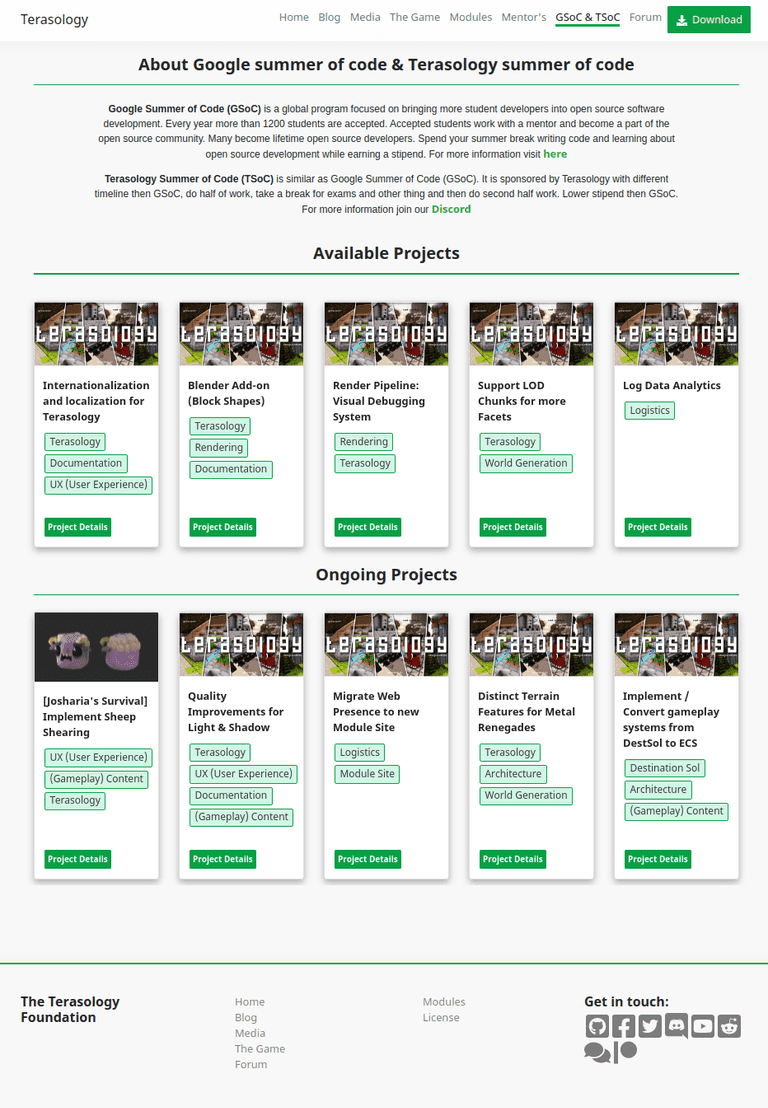 Terasology
Home Blog Media The Game Modules Mentor's GSoC & TSoC Forum Download
About Google summer of code & Terasology summer of code
Google Summer of Code (GSoC) is a global program focused on bringing more student developers into open source software
development. Every year more than 1200 students are accepted. Accepted students work with a mentor and become a part of the
open source community. Many become lifetime open source developers. Spend your summer break writing code and learning about
open source development while earning a stipend. For more information visit here
Terasology Summer of Code (TSoC) is similar as Google Summer of Code (GSoC). It is sponsored by Terasology with different
timeline then GSoC, do half of work, take a break for exams and other thing and then do second half work. Lower stipend then GSoC.
For more information join our Discord
Available Projects
terasology
Internationalization
and localization for
Terasology
Terasology
Documentation
UX (User Experience)
Project Details
terasology
Blender Add-on
(Block Shapes)
Terasology
Rendering
Documentation
Project Details
terasology
Render Pipeline:
Visual Debugging
System
Rendering
Terasology
Project Details
terasology
Support LOD
Chunks for more
Facets
Terasology
World Generation
Project Details
terasology
Log Data Analytics
Logistics
Project Details
Ongoing Projects
[Josharia's Survival]
Implement Sheep
Shearing
UX (User Experience)
(Gameplay) Content
Terasology
Project Details
terasology
Quality
Improvements for
Light & Shadow
Terasology
UX (User Experience)
Documentation
(Gameplay) Content
Project Details
terasology
Migrate Web
Presence to new
Module Site
Logistics
Module Site
Project Details
terasology
Distinct Terrain
Features for Metal
Renegades
Terasology
Architecture
World Generation
Project Details
terasology
Implement /
Convert gameplay
systems from
DestSol to ECS
Destination Sol
Architecture
(Gameplay) Content
Project Details
The Terasology
Foundation
Home
Blog
Media
The Game
Forum
Modules
License
Get in touch: